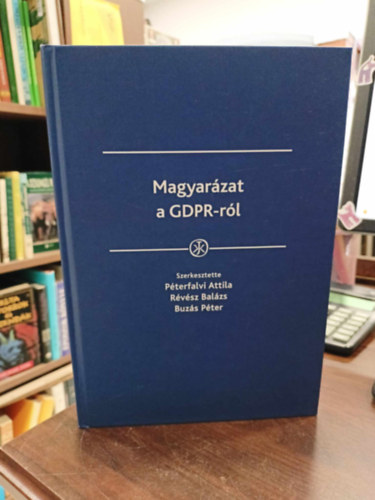 Magyarázat
a GDPR-ról
Szerkesztette
Péterfalvi Attila
Révész Balázs
Buzás Péter